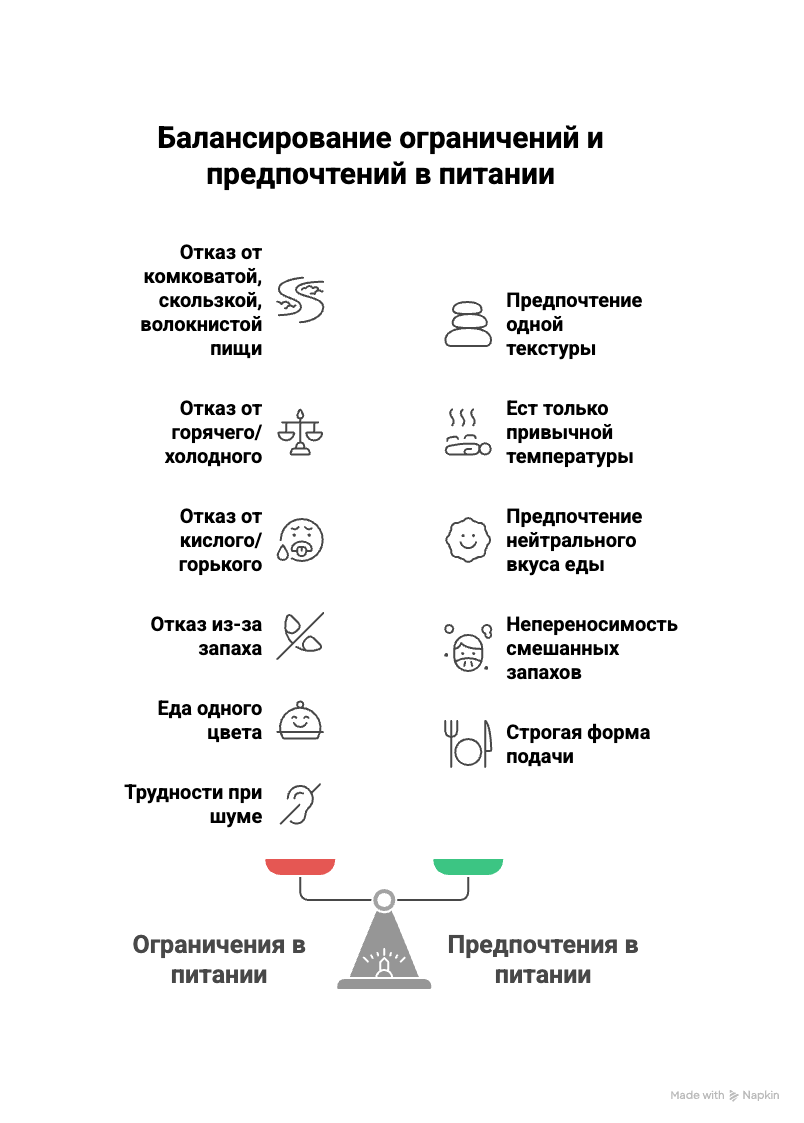 Балансирование ограничений и
предпочтений в питании
Отказ от
комковатой,
скользкой,
волокнистой
пищи
Предпочтение
одной
текстуры
Отказ от
горячего/
холодного
Ест только
привычной
температуры
Отказ от
кислого/
горького
Предпочтение
нейтрального
вкуса еды
Отказ из-за
запаха
Непереносимость
смешанных
запахов
Еда одного
цвета
Строгая форма
подачи
Трудности при
шуме
Ограничения в
питании
Предпочтения в
питании
Made with Napkin